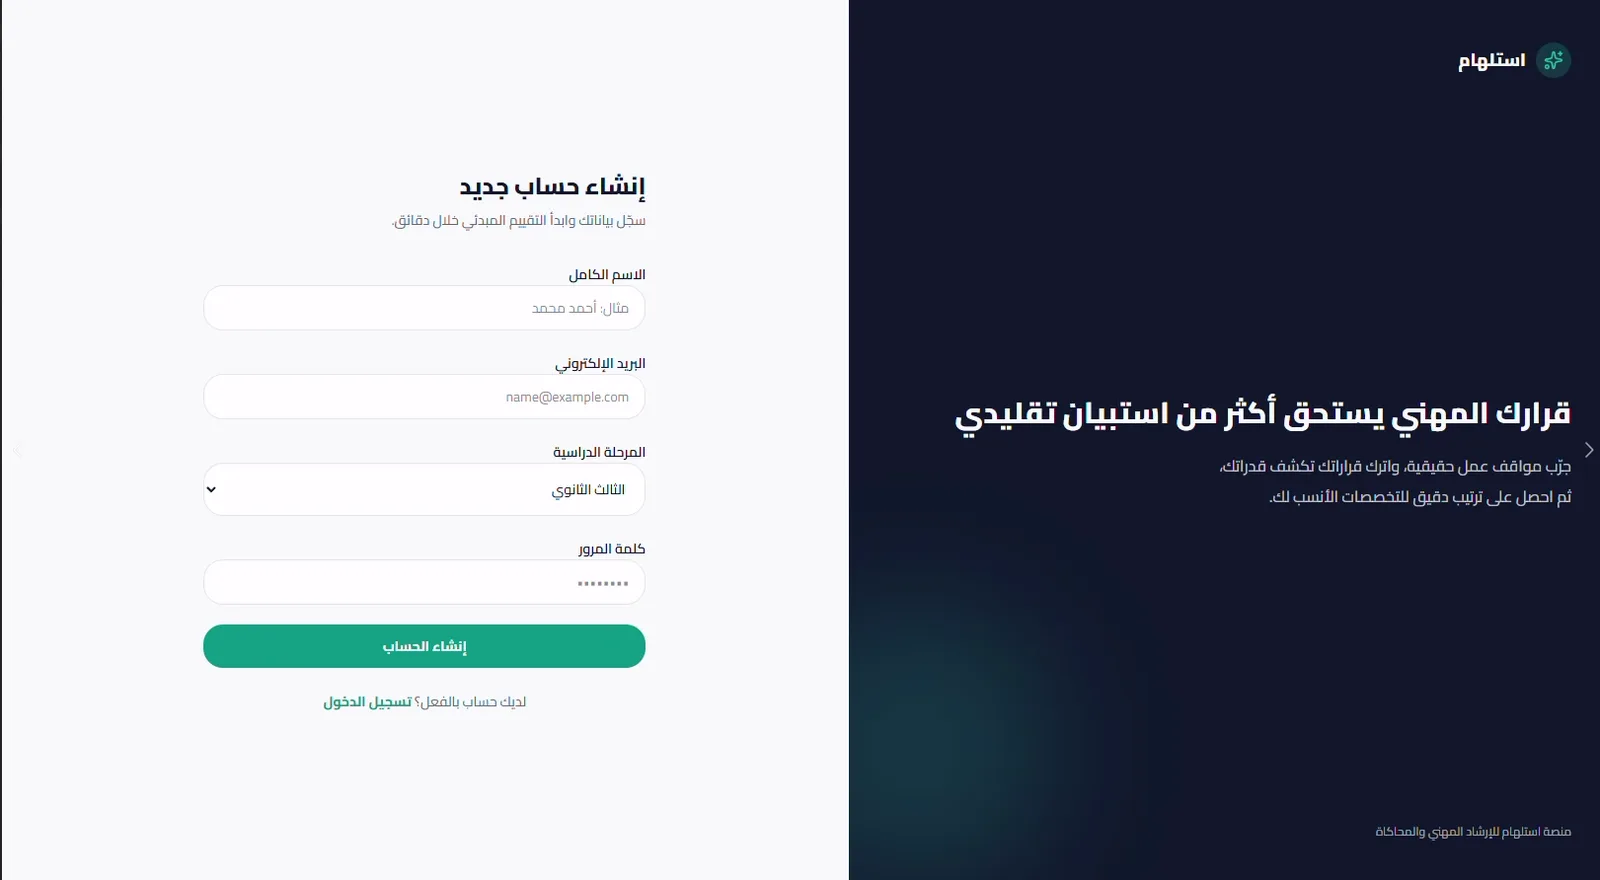 استلهام
قرارك المهني يستحق أكثر من استبيان تقليدي
جرّب مواقف عمل حقيقية، واترك قراراتك تكشف قدراتك،
ثم احصل على ترتيب دقيق للتخصصات الأنسب لك.
منصة استلهام للإرشاد المهني والمحاكاة
إنشاء حساب جديد
سجّل بياناتك وابدأ التقييم المبدئي خلال دقائق.
الاسم الكامل
مثال: أحمد محمد
البريد الإلكتروني
name@example.com
المرحلة الدراسية
الثالث الثانوي
كلمة المرور
••••••••
إنشاء الحساب
لديك حساب بالفعل؟ تسجيل الدخول